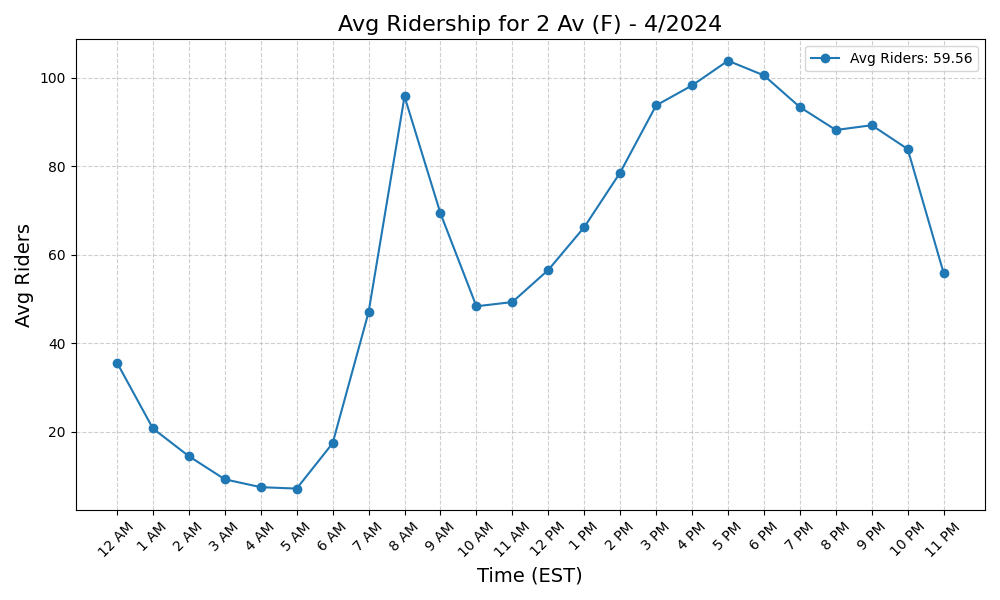 Avg Ridership for 2 Av (F) - 4/2024
Avg Riders: 59.56
Avg Riders
100
80
60
40
20
12 AM
1 AM
2 AM
3 AM
4 AM
5 AM
6 AM
7 AM
8 AM
9 AM
10 AM
11 AM
12 PM
1 PM
2 PM
3 PM
4 PM
5 PM
6 PM
7 PM
8 PM
9 PM
10 PM
11 PM
Time (EST)